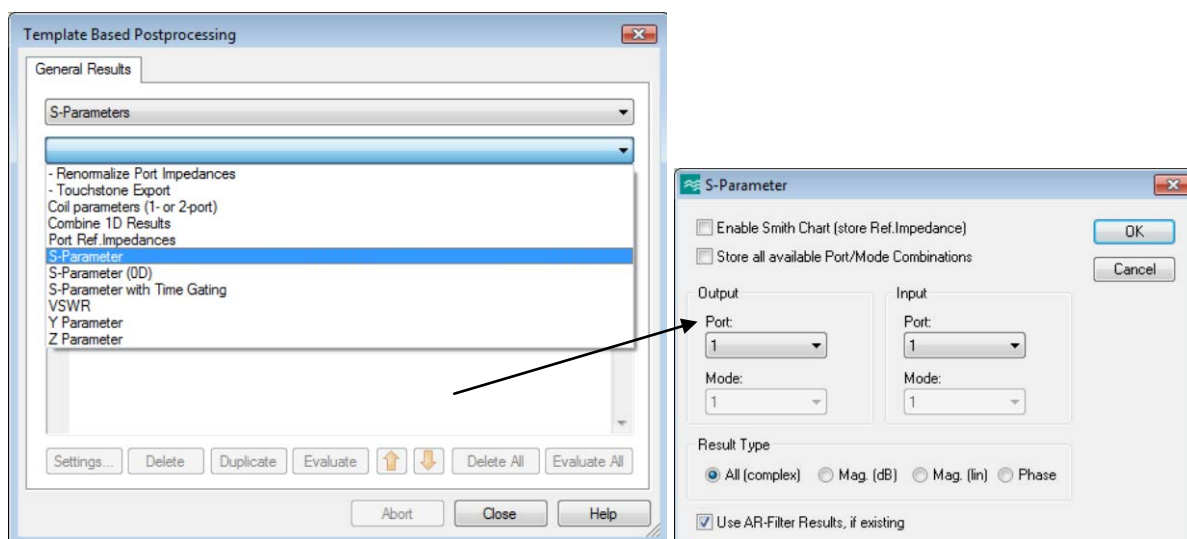 Template Based Postprocessing
General Results
S-Parameters
- Renormalize Port Impedances
- Touchstone Export
Coil parameters (1- or 2-port)
Combine 1D Results
Port Ref.Impedances
S-Parameter
S-Parameter (0D)
S-Parameter with Time Gating
VSWR
Y Parameter
Z Parameter
Settings... Delete Duplicate Evaluate Delete All Evaluate All
Abort Close Help
S-Parameter
Enable Smith Chart (store Ref.Impedance)
OK
Store all available Port/Mode Combinations
Cancel
Output Input
Port: Port:
1 1
Mode: Mode:
1 1
Result Type
All (complex) Mag. (dB) Mag. (lin) Phase
Use AR-Filter Results, if existing